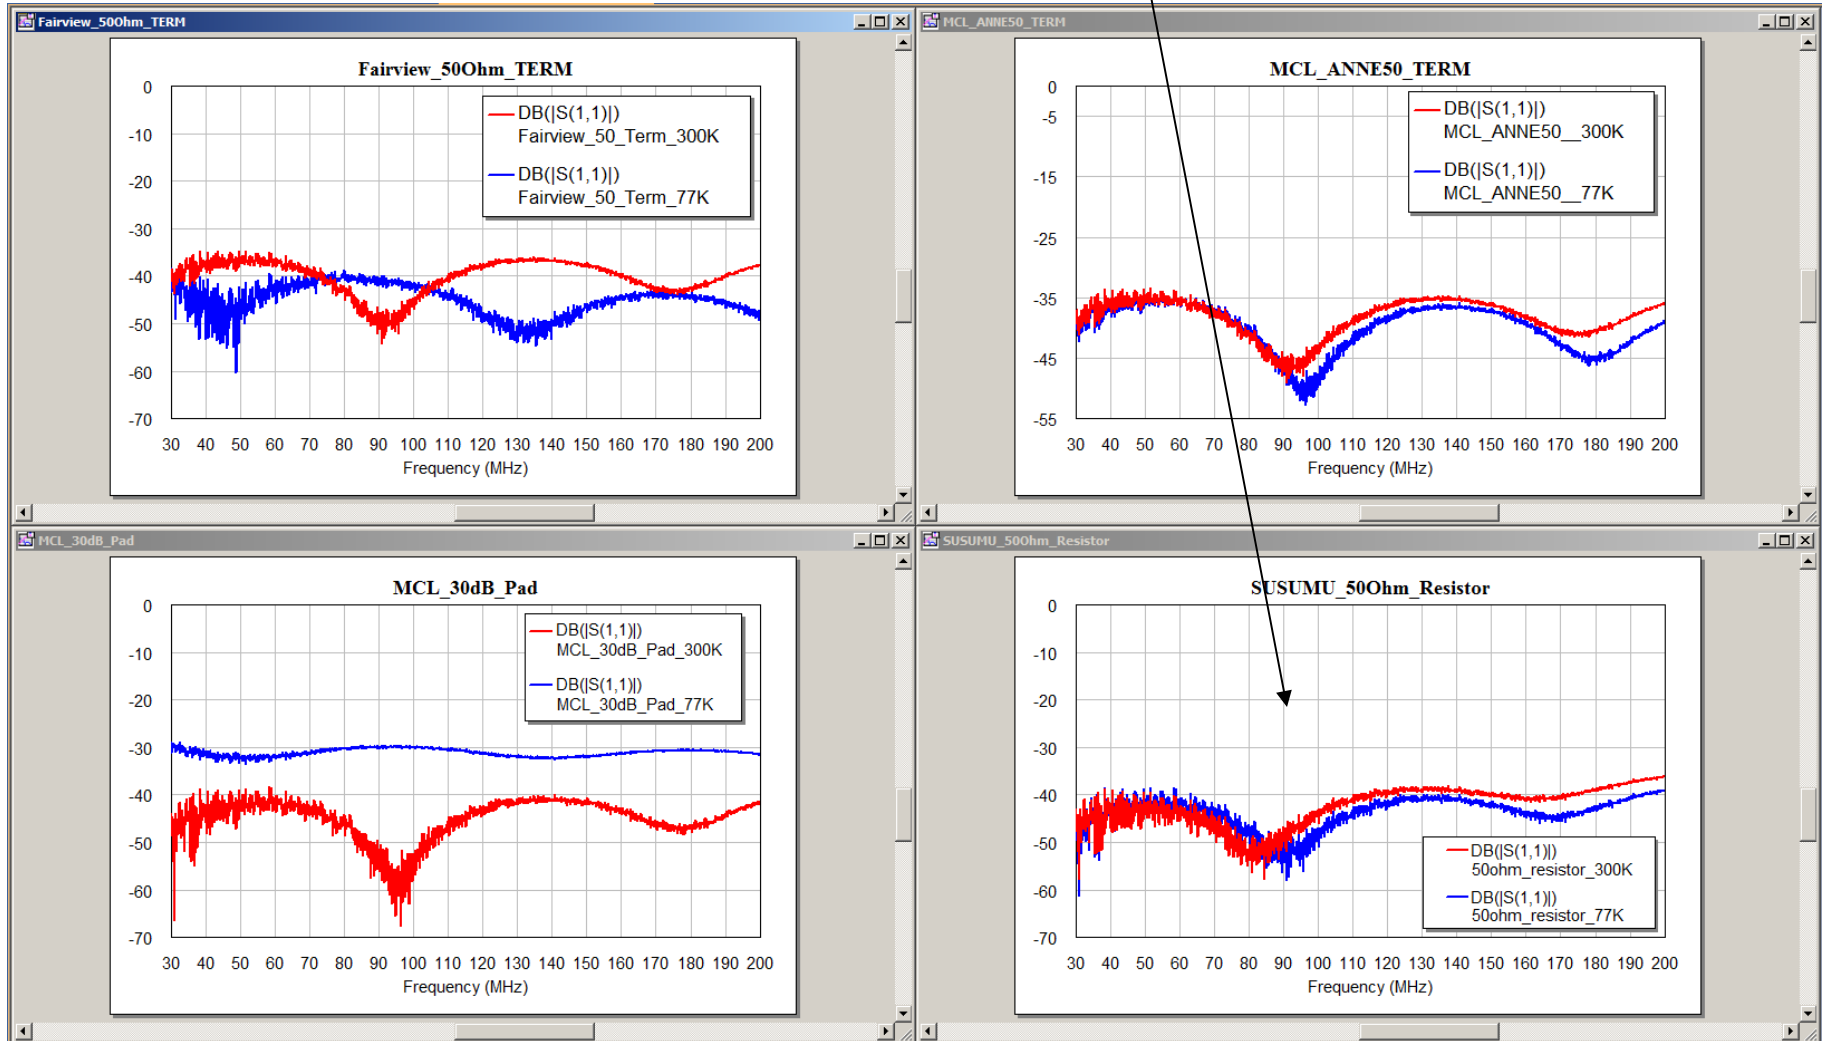 Fairview_50Ohm_TERM
Fairview_50Ohm_TERM
0
-10
-20
-30
-40
-50
-60
-70
DB(|S(1,1)|)
Fairview_50_Term_300K
DB(|S(1,1)|)
Fairview_50_Term_77K
30 40 50 60 70 80 90 100 110 120 130 140 150 160 170 180 190 200
Frequency (MHz)
MCL_ANNE50_TERM
MCL_ANNE50_TERM
0
-5
-15
-25
-35
-45
-55
DB(|S(1,1)|)
MCL_ANNE50__300K
DB(|S(1,1)|)
MCL_ANNE50__77K
30 40 50 60 70 80 90 100 110 120 130 140 150 160 170 180 190 200
Frequency (MHz)
MCL_30dB_Pad
MCL_30dB_Pad
0
-10
-20
-30
-40
-50
-60
-70
DB(|S(1,1)|)
MCL_30dB_Pad_300K
DB(|S(1,1)|)
MCL_30dB_Pad_77K
30 40 50 60 70 80 90 100 110 120 130 140 150 160 170 180 190 200
Frequency (MHz)
SUSUMU_50Ohm_Resistor
SUSUMU_50Ohm_Resistor
0
-10
-20
-30
-40
-50
-60
-70
DB(|S(1,1)|)
50ohm_resistor_300K
DB(|S(1,1)|)
50ohm_resistor_77K
30 40 50 60 70 80 90 100 110 120 130 140 150 160 170 180 190 200
Frequency (MHz)